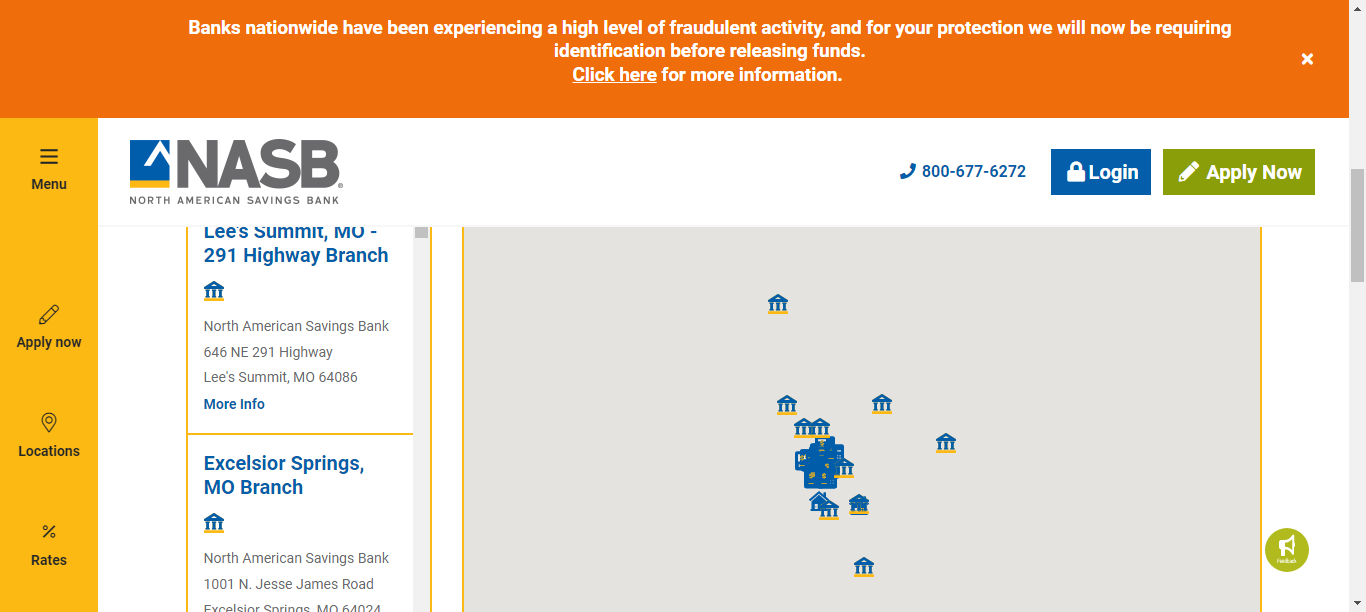 Banks nationwide have been experiencing a high level of fraudulent activity, and for your protection we will now be requiring
identification before releasing funds.
Click here for more information.
×
Menu
NASB®
NORTH AMERICAN SAVINGS BANK
800-677-6272
Login
Apply Now
Lee's Summit, MO -
291 Highway Branch
North American Savings Bank
646 NE 291 Highway
Lee's Summit, MO 64086
More Info
Excelsior Springs,
MO Branch
North American Savings Bank
1001 N. Jesse James Road
Excelsior Springs, MO 64024
Apply now
Locations
%
Rates
Feedback